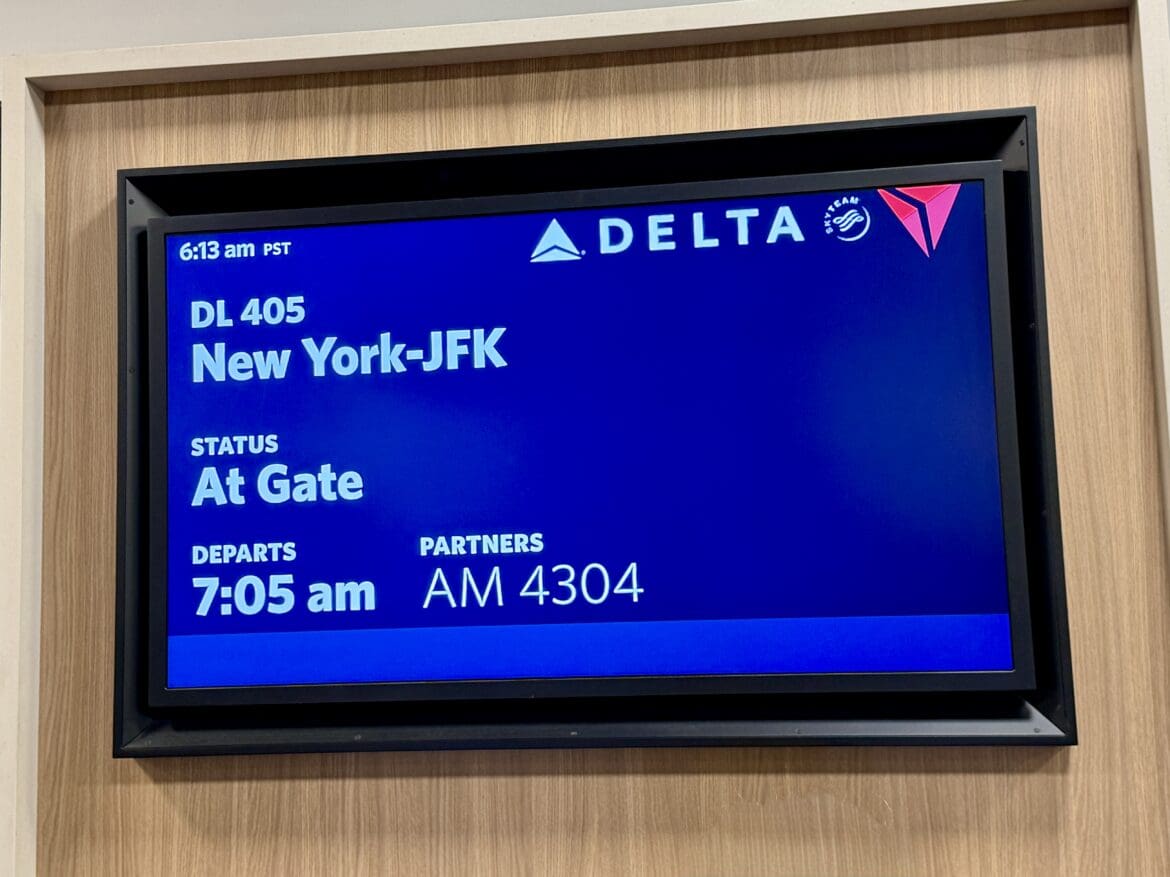 6:13 am PST
DELTA
SKYTEAM
DL 405
New York-JFK
STATUS
At Gate
DEPARTS
PARTNERS
7:05 am
AM 4304